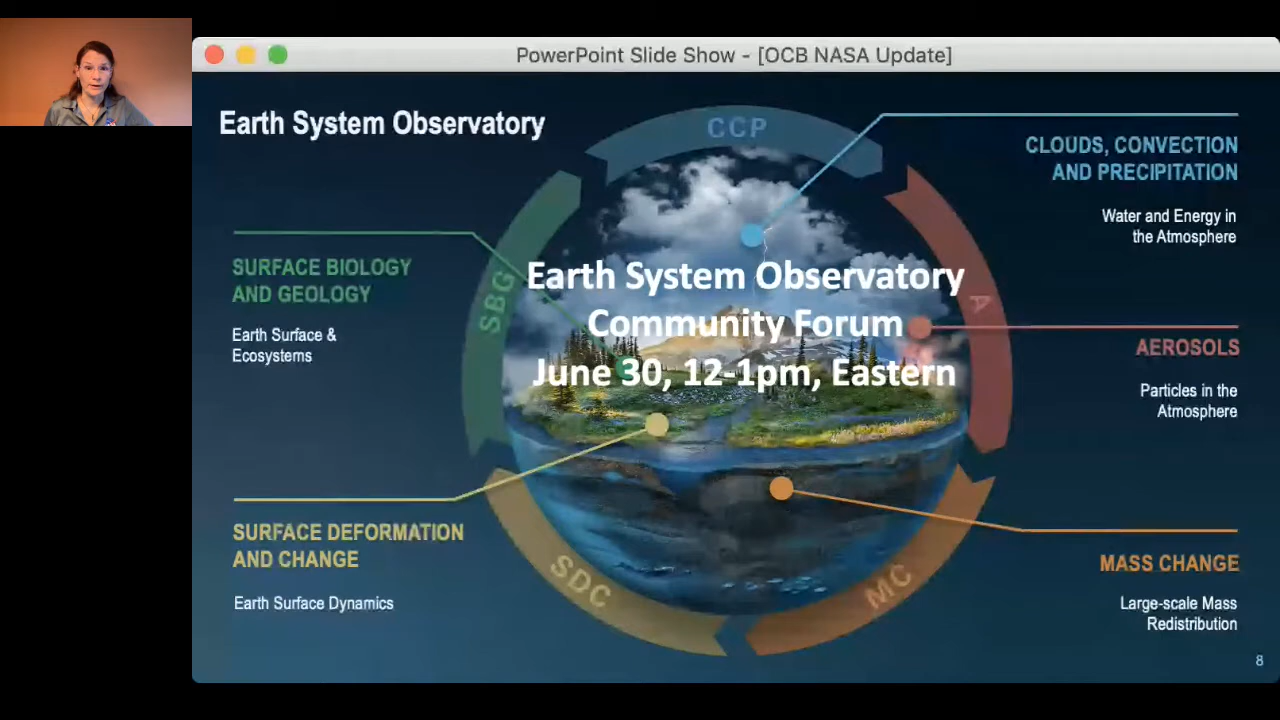 PowerPoint Slide Show - [OCB NASA Update]
Earth System Observatory
CCP
CLOUDS, CONVECTION
AND PRECIPITATION
Water and Energy in
the Atmosphere
SURFACE BIOLOGY
AND GEOLOGY
Earth Surface &
Ecosystems
SBG
Earth System Observatory
Community Forum
June 30, 12-1pm, Eastern
A
AEROSOLS
Particles in the
Atmosphere
SURFACE DEFORMATION
AND CHANGE
Earth Surface Dynamics
SDC
MC
MASS CHANGE
Large-scale Mass
Redistribution
8